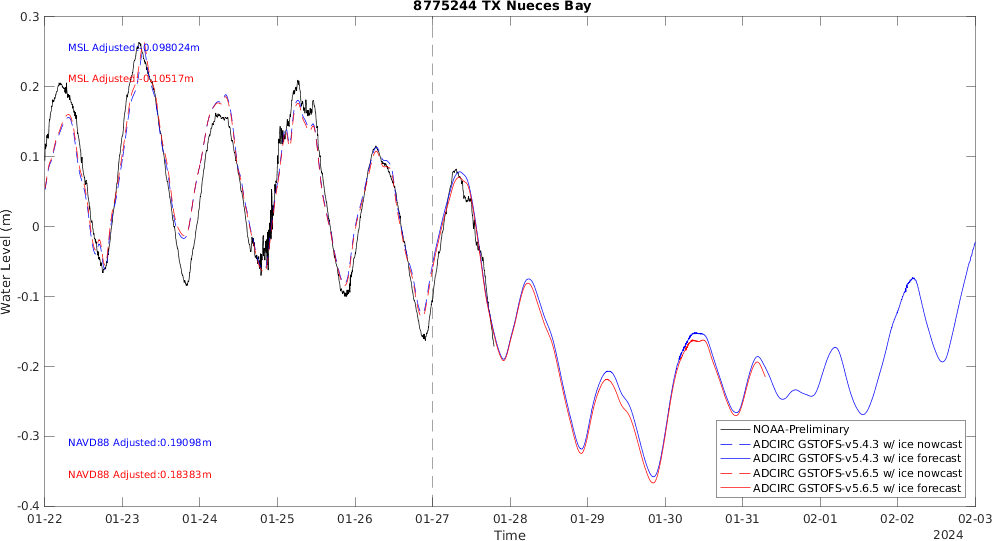 8775244 TX Nueces Bay
0.3
0.2
0.1
0
-0.1
-0.2
-0.3
-0.4
Water Level (m)
MSL Adjusted:-0.098024m
MSL Adjusted:-0.10517m
NAVD88 Adjusted:0.19098m
NAVD88 Adjusted:0.18383m
NOAA-Preliminary
ADCIRC GSTOFS-v5.4.3 w/ ice nowcast
ADCIRC GSTOFS-v5.4.3 w/ ice forecast
ADCIRC GSTOFS-v5.6.5 w/ ice nowcast
ADCIRC GSTOFS-v5.6.5 w/ ice forecast
01-22 01-23 01-24 01-25 01-26 01-27 01-28 01-29 01-30 01-31 02-01 02-02 02-03
Time
2024